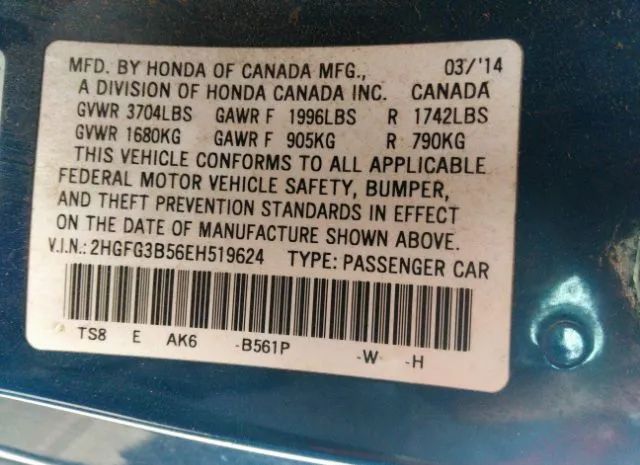 MFD. BY HONDA OF CANADA MFG., 03/'14
A DIVISION OF HONDA CANADA INC. CANADA
GVWR 3704LBS GAWR F 1996LBS R 1742LBS
GVWR 1680KG GAWR F 905KG R 790KG
THIS VEHICLE CONFORMS TO ALL APPLICABLE
FEDERAL MOTOR VEHICLE SAFETY, BUMPER,
AND THEFT PREVENTION STANDARDS IN EFFECT
ON THE DATE OF MANUFACTURE SHOWN ABOVE.
V.I.N.: 2HGFG3B56EH519624 TYPE: PASSENGER CAR
TS8 E AK6 -B561P -W -H